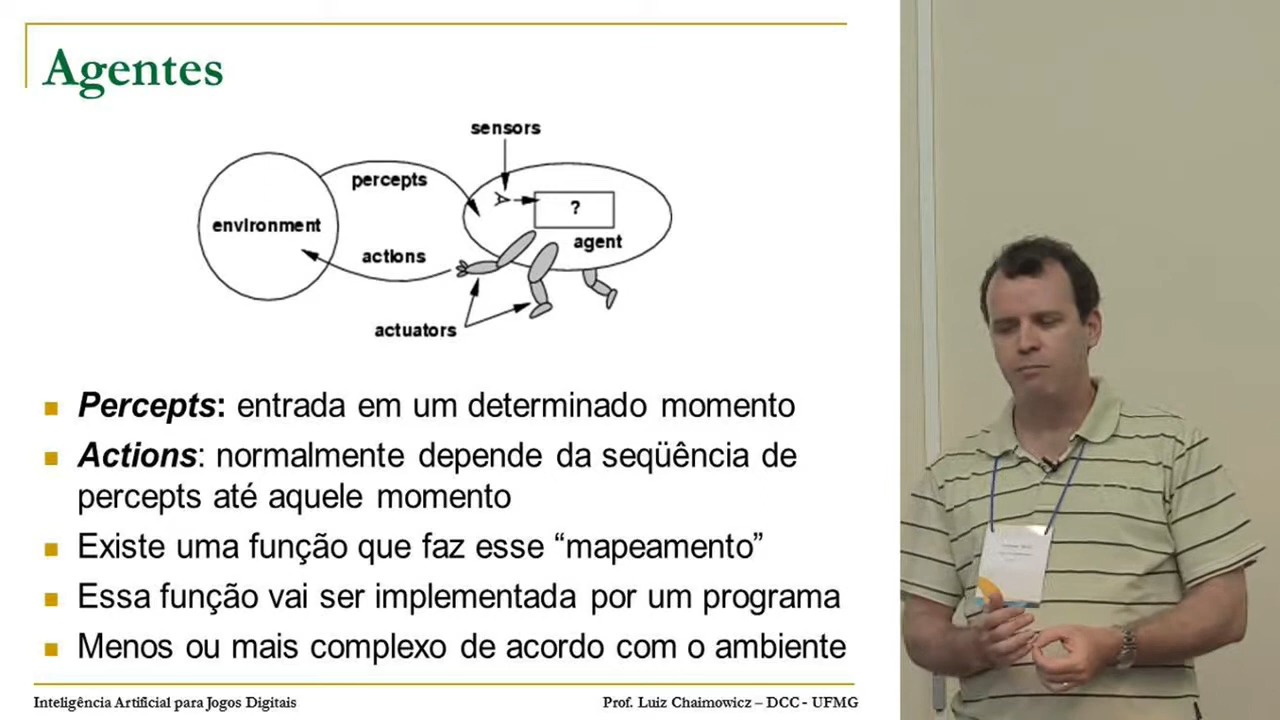 Agentes
sensors
percepts
?
environment
agent
actions
actuators
Percepts: entrada em um determinado momento
Actions: normalmente depende da seqüência de
percepts até aquele momento
Existe uma função que faz esse “mapeamento”
Essa função vai ser implementada por um programa
Menos ou mais complexo de acordo com o ambiente
Inteligência Artificial para Jogos Digitais
Prof. Luiz Chaimowicz – DCC - UFMG